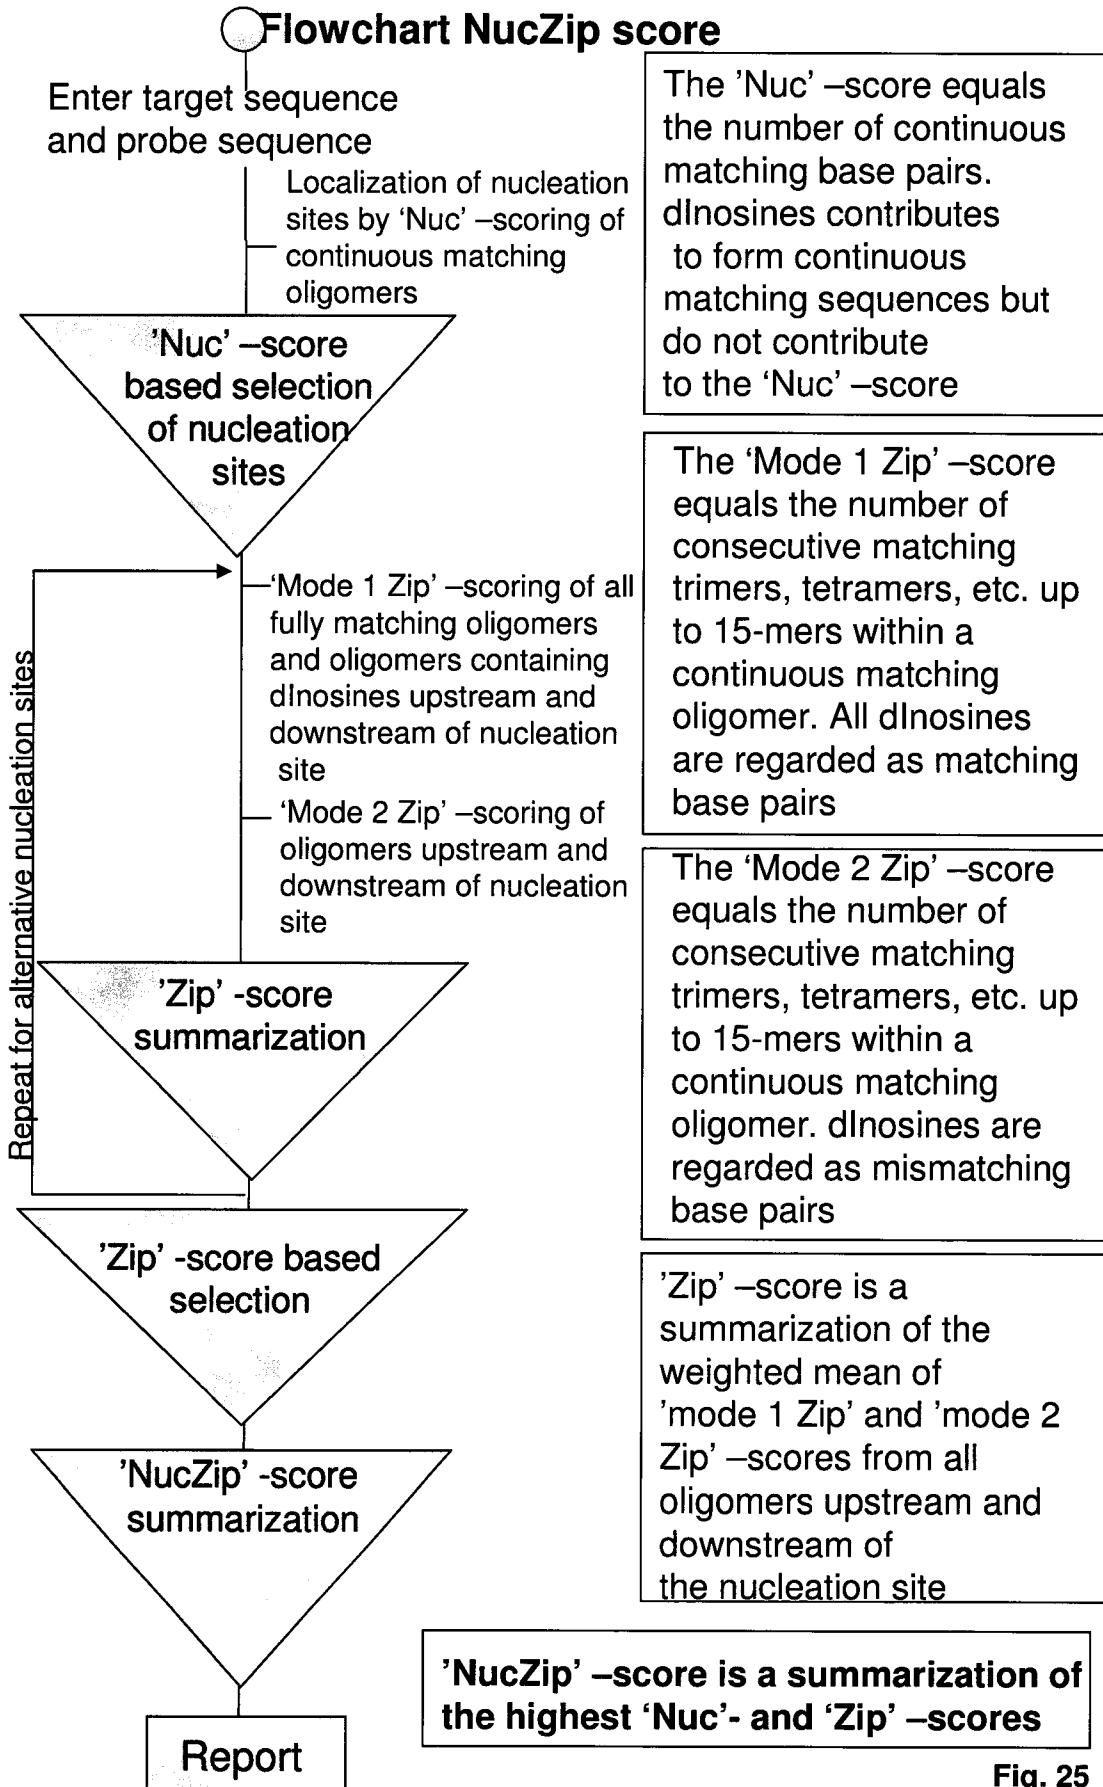 Flowchart NucZip score
Enter target sequence
and probe sequence
Localization of nucleation
sites by 'Nuc' –scoring of
continuous matching
oligomers
'Nuc' –score
based selection
of nucleation
sites
Repeat for alternative nucleation sites
'Mode 1 Zip' –scoring of all
fully matching oligomers
and oligomers containing
dInosines upstream and
downstream of nucleation
site
'Mode 2 Zip' –scoring of
oligomers upstream and
downstream of nucleation
site
'Zip' -score
summarization
'Zip' -score based
selection
'NucZip' -score
summarization
Report
The 'Nuc' –score equals
the number of continuous
matching base pairs.
dInosines contributes
to form continuous
matching sequences but
do not contribute
to the 'Nuc' –score
The 'Mode 1 Zip' –score
equals the number of
consecutive matching
trimers, tetramers, etc. up
to 15-mers within a
continuous matching
oligomer. All dInosines
are regarded as matching
base pairs
The 'Mode 2 Zip' –score
equals the number of
consecutive matching
trimers, tetramers, etc. up
to 15-mers within a
continuous matching
oligomer. dInosines are
regarded as mismatching
base pairs
'Zip' –score is a
summarization of the
weighted mean of
'mode 1 Zip' and 'mode 2
Zip' –scores from all
oligomers upstream and
downstream of
the nucleation site
'NucZip' –score is a summarization of
the highest 'Nuc'- and 'Zip' –scores
Fig. 25